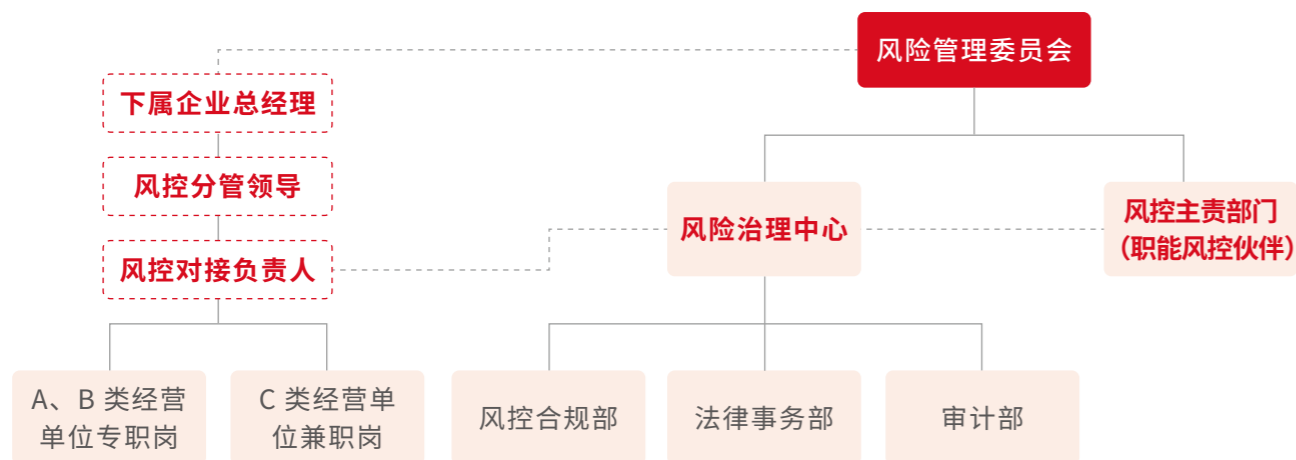 风险管理委员会
下属企业总经理
风控分管领导
风控对接负责人
A、B 类经营
单位专职岗
C 类经营单
位兼职岗
风险治理中心
风控主责部门
（职能风控伙伴）
风控合规部
法律事务部
审计部